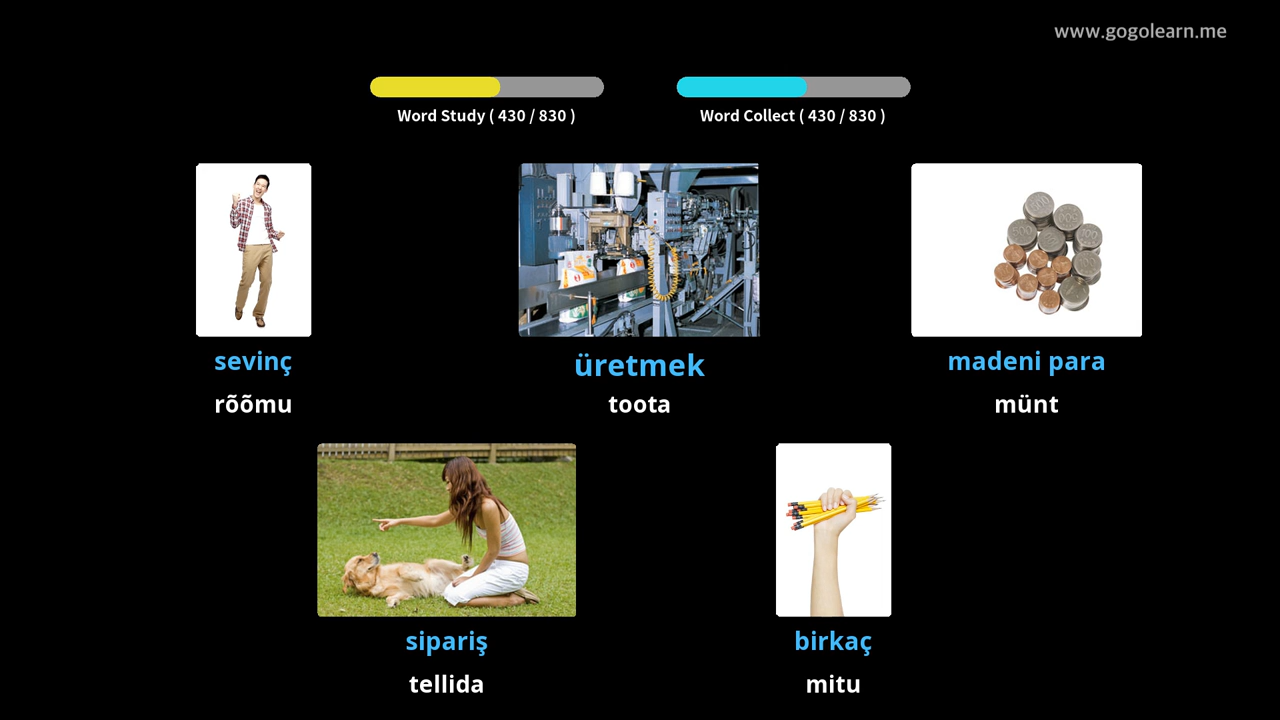 www.gogolearn.me
Word Study ( 430 / 830 )
Word Collect ( 430 / 830 )
sevinç
rõõmu
üretmek
toota
madeni para
münt
sipariş
tellida
birkaç
mitu